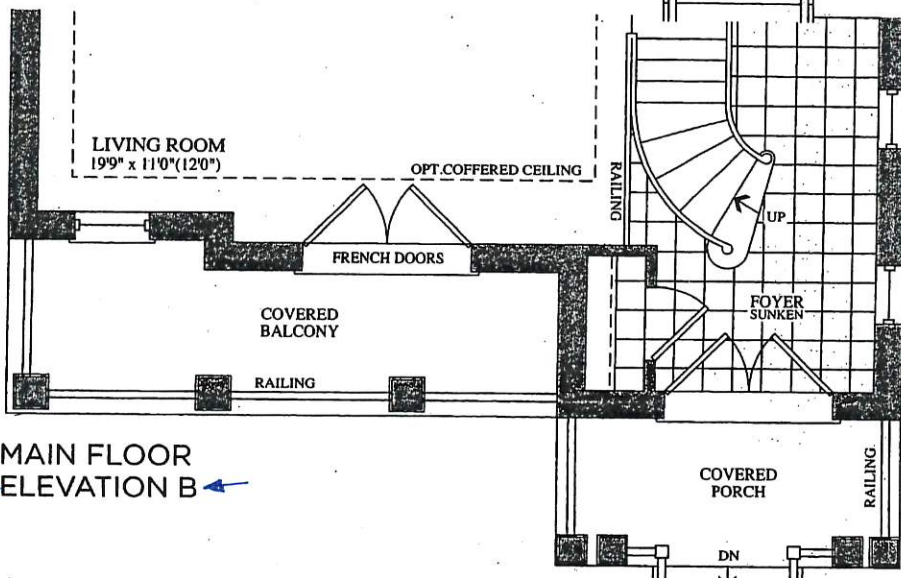 LIVING ROOM
19'9" x 11'0"(12'0")
OPT.COFFERED CEILING
RAILING
UP
FRENCH DOORS
FOYER
SUNKEN
COVERED
BALCONY
RAILING
MAIN FLOOR
ELEVATION B
COVERED
PORCH
RAILING
DN